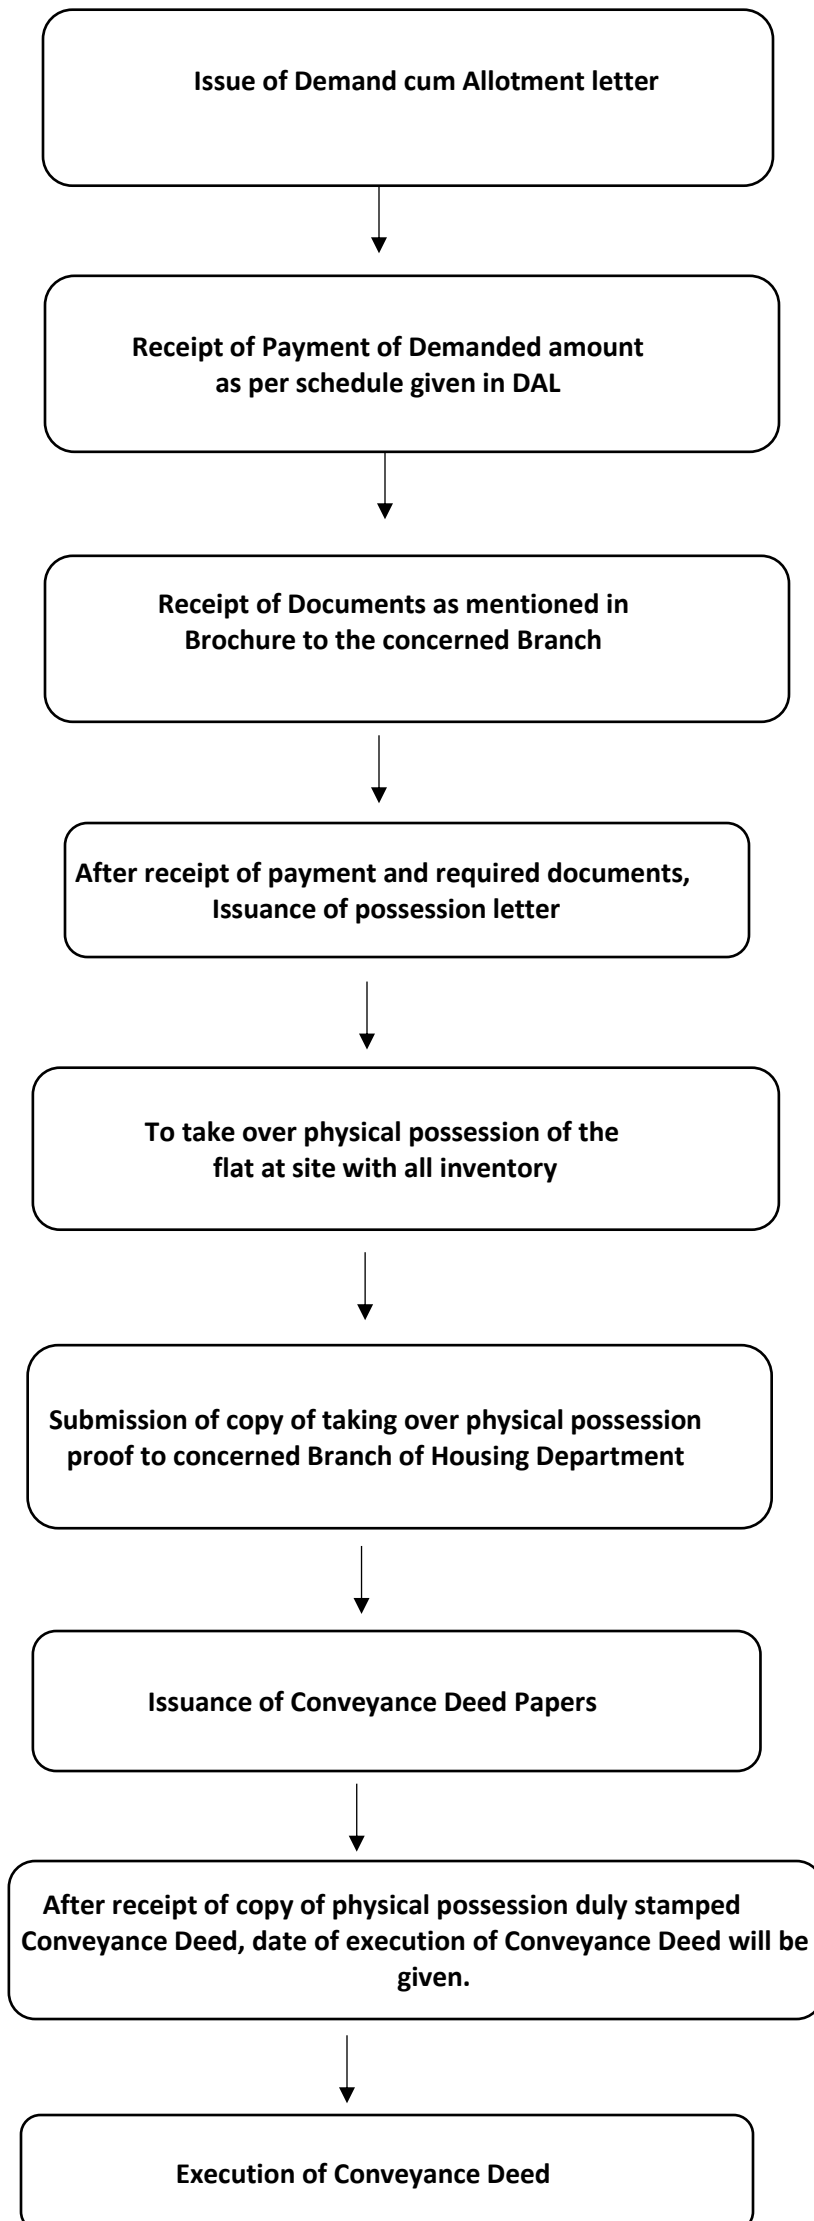 Issue of Demand cum Allotment letter
Receipt of Payment of Demanded amount
as per schedule given in DAL
Receipt of Documents as mentioned in
Brochure to the concerned Branch
After receipt of payment and required documents,
Issuance of possession letter
To take over physical possession of the
flat at site with all inventory
Submission of copy of taking over physical possession
proof to concerned Branch of Housing Department
Issuance of Conveyance Deed Papers
After receipt of copy of physical possession duly stamped
Conveyance Deed, date of execution of Conveyance Deed will be
given.
Execution of Conveyance Deed